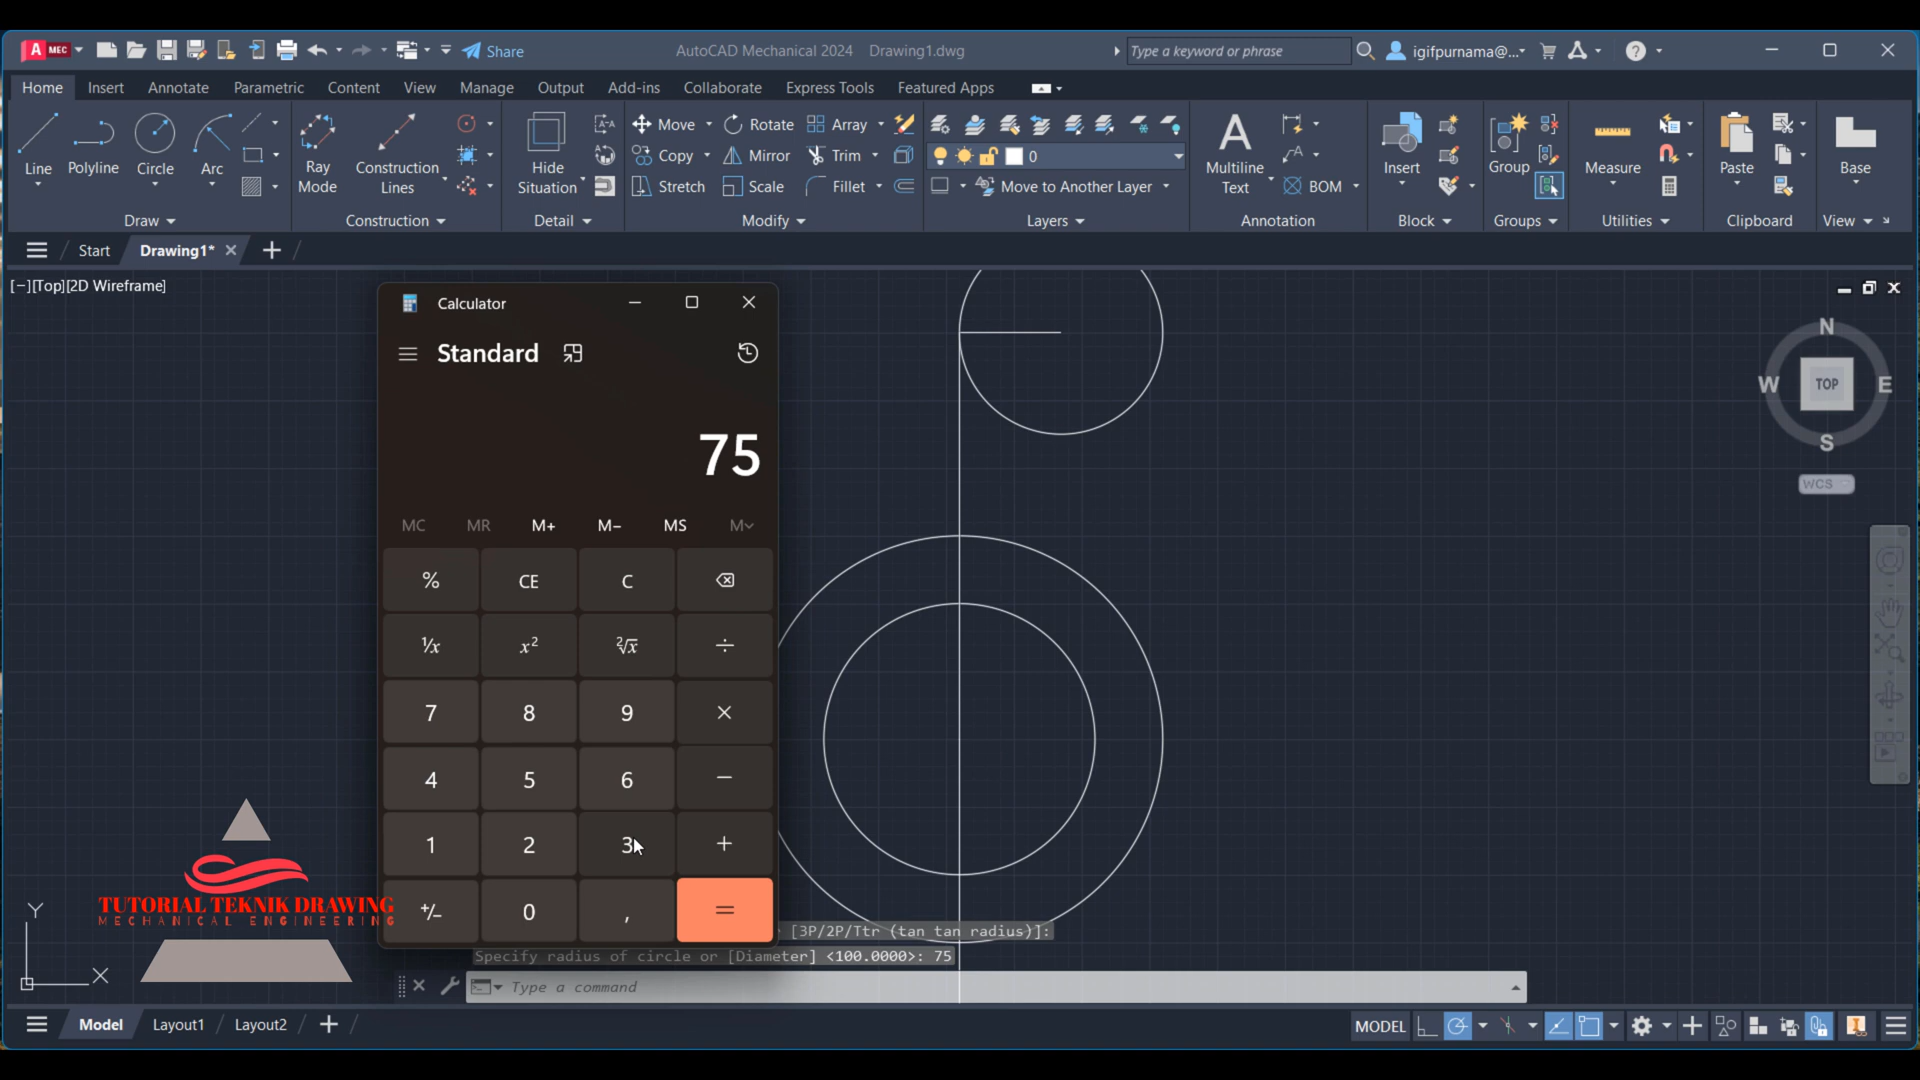 A MEC
Share
AutoCAD Mechanical 2024 Drawing1.dwg
Type a keyword or phrase
igifpurnama@...
Home Insert Annotate Parametric Content View Manage Output Add-ins Collaborate Express Tools Featured Apps
Line Polyline Circle Arc
Ray Mode
Construction Lines
Hide Situation
Move Rotate Array
Copy Mirror Trim
Stretch Scale Fillet
0
Move to Another Layer
Multiline Text
BOM
Insert
Group
Measure
Paste
Base
Draw Construction Detail Modify Layers Annotation Block Groups Utilities Clipboard View
Start Drawing1*
[−][Top][2D Wireframe]
Calculator
Standard
75
MC MR M+ M− MS M
% CE C
⅟x x² ²√x ÷
7 8 9 ×
4 5 6 −
1 2 3 +
+/− 0 , =
N
W TOP E
S
WCS
TUTORIAL TEKNIK DRAWING
MECHANICAL ENGINEERING
Y
X
[3P/2P/Ttr (tan tan radius)]:
Specify radius of circle or [Diameter] <100.0000>: 75
Type a command
Model Layout1 Layout2
MODEL